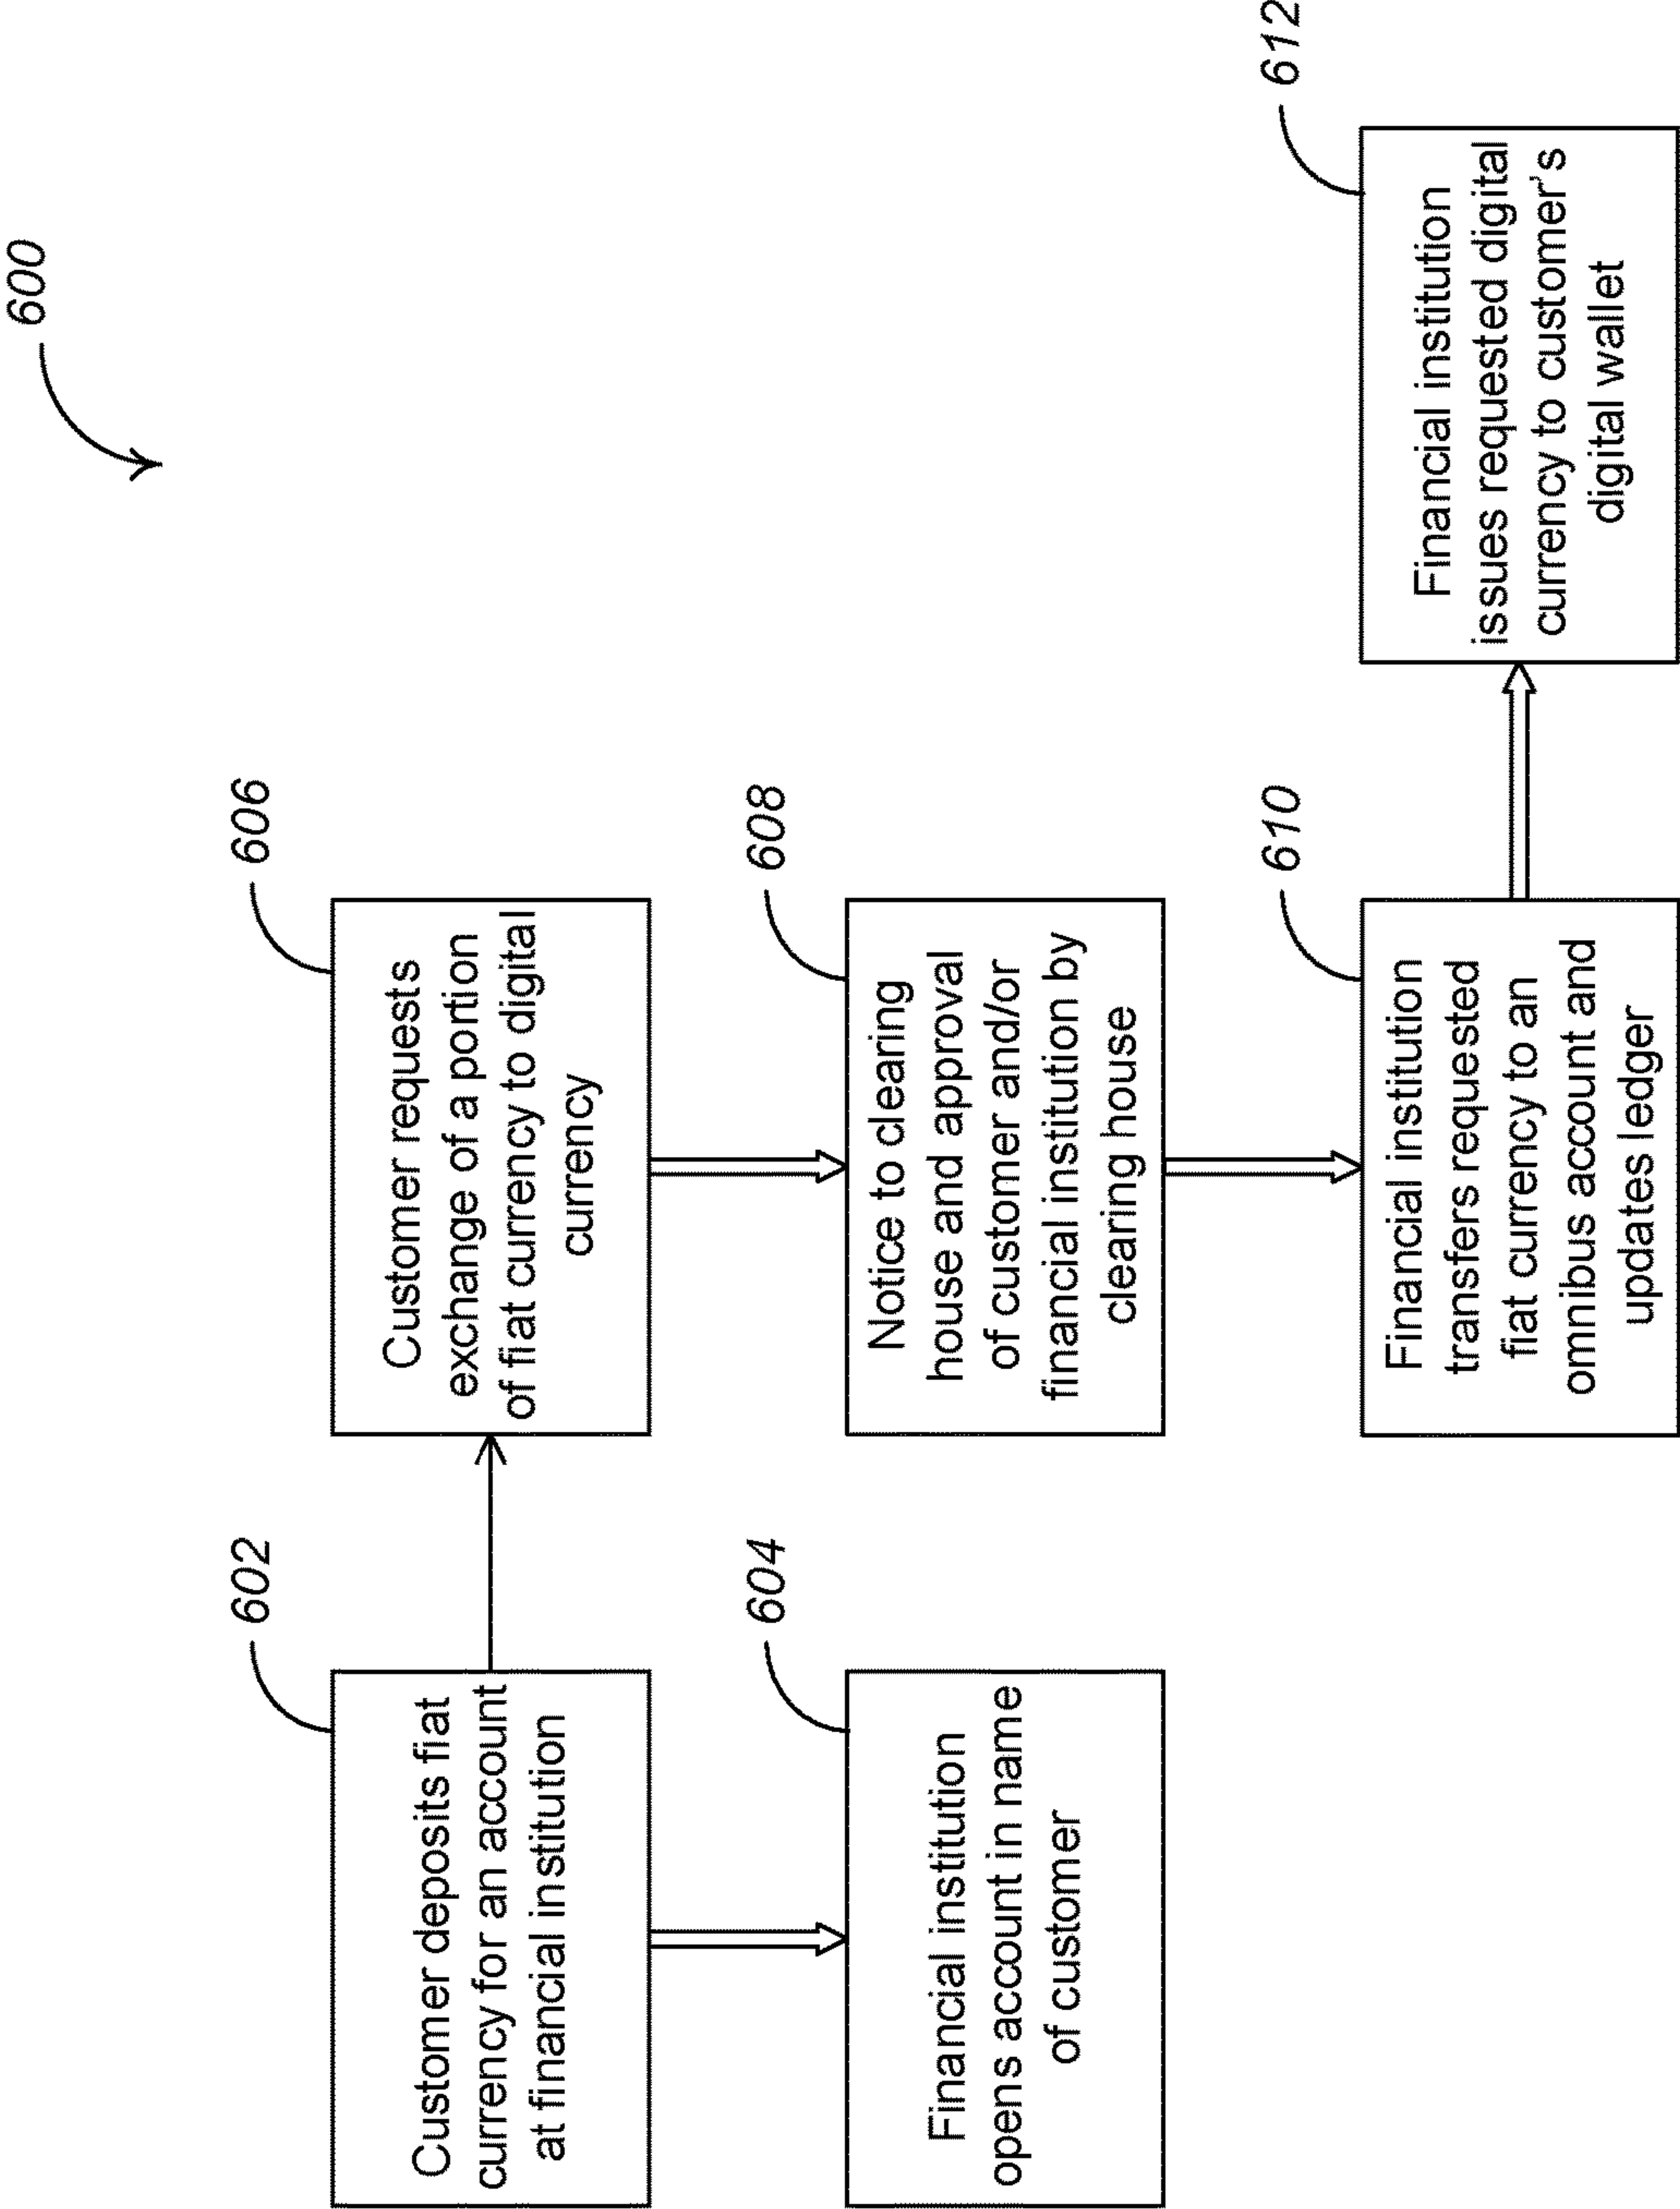 600
602
Customer deposits fiat
currency for an account
at financial institution
604
Financial institution
opens account in name
of customer
606
Customer requests
exchange of a portion
of fiat currency to digital
currency
608
Notice to clearing
house and approval
of customer and/or
financial institution by
clearing house
610
Financial institution
transfers requested
fiat currency to an
omnibus account and
updates ledger
612
Financial institution
issues requested digital
currency to customer's
digital wallet